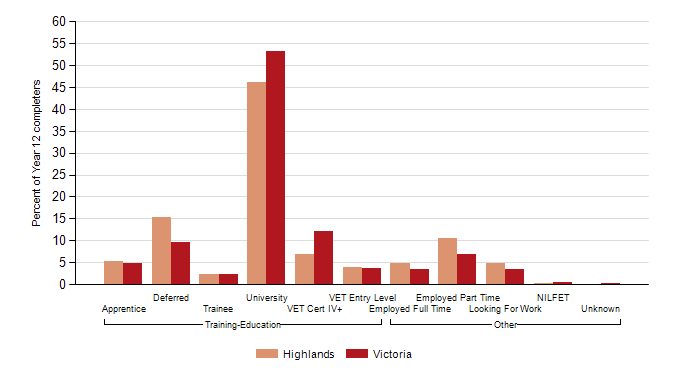 Percent of Year 12 completers
60
55
50
45
40
35
30
25
20
15
10
5
0
Deferred University VET Entry Level Employed Part Time NILFET
Apprentice Trainee VET Cert IV+ Employed Full Time Looking For Work Unknown
Training-Education Other
Highlands Victoria